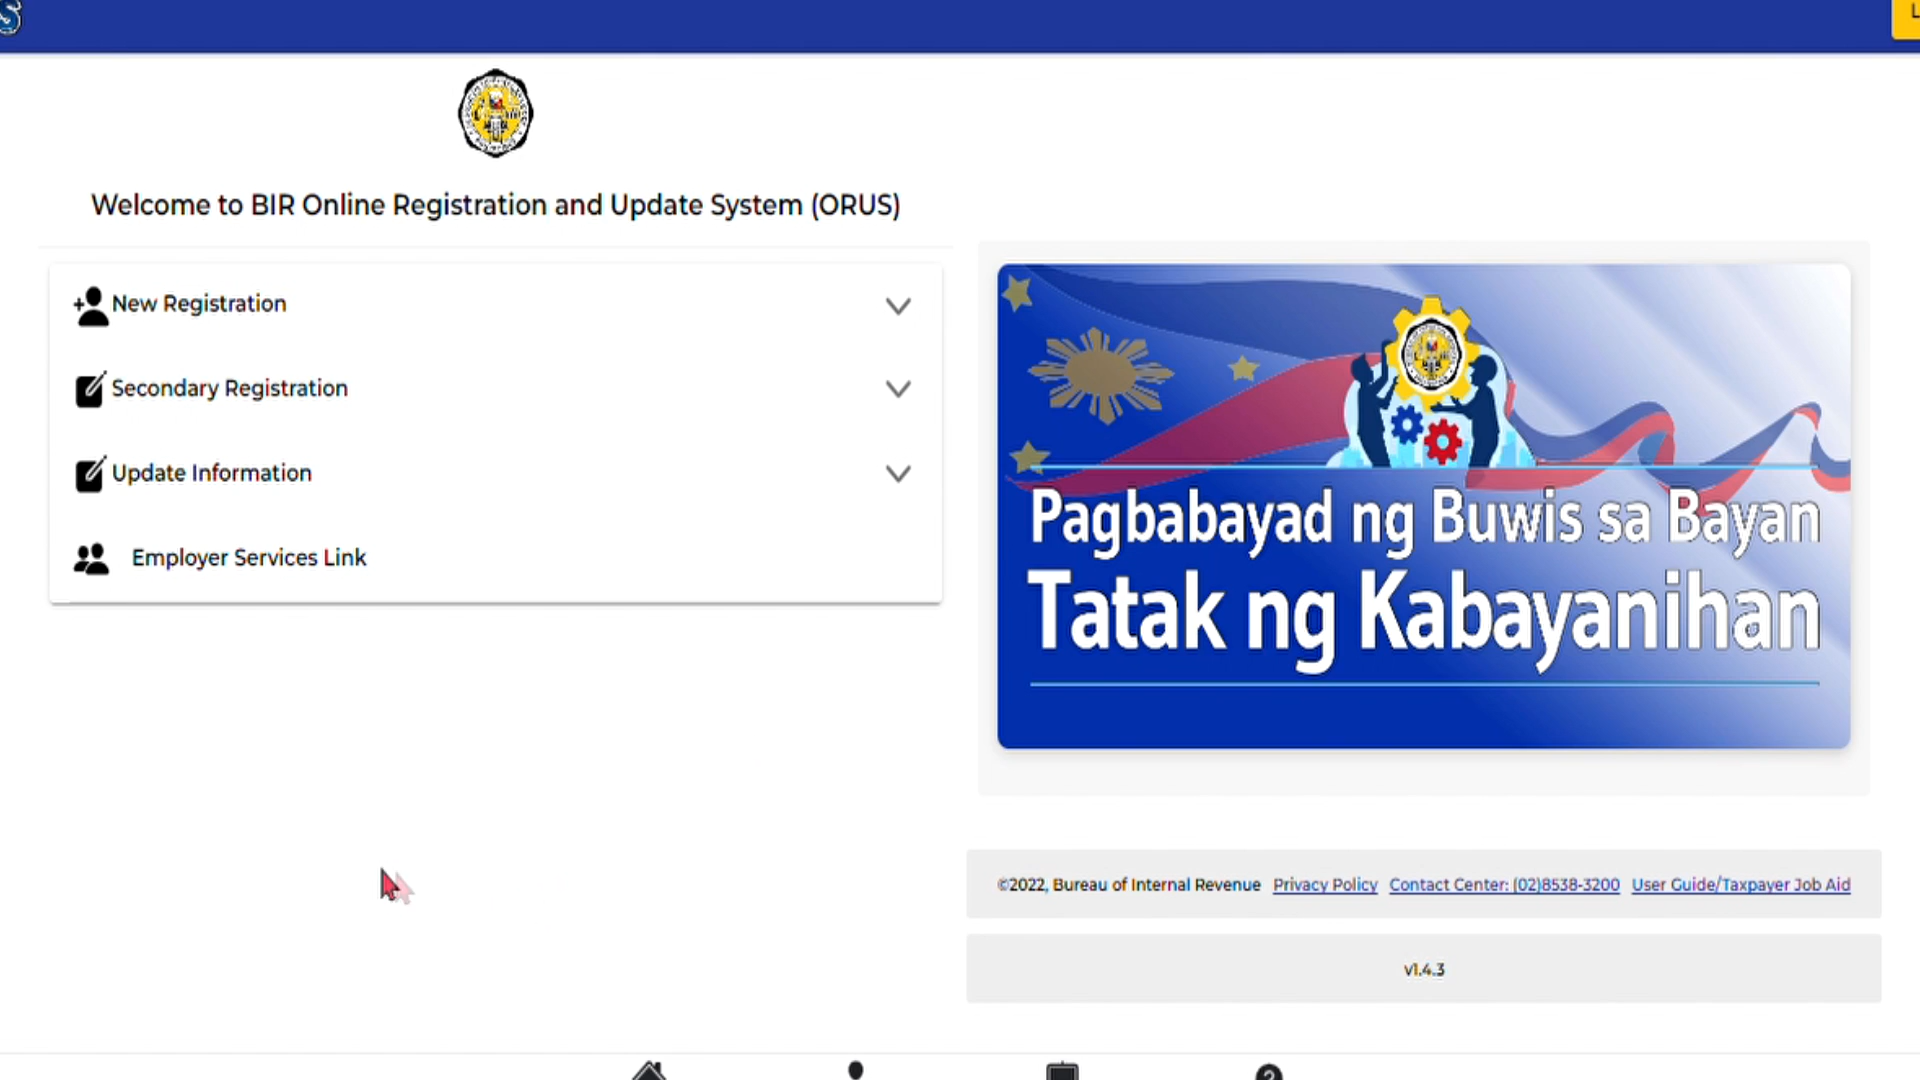 Welcome to BIR Online Registration and Update System (ORUS)
New Registration
Secondary Registration
Update Information
Employer Services Link
Pagbabayad ng Buwis sa Bayan
Tatak ng Kabayanihan
©2022, Bureau of Internal Revenue Privacy Policy Contact Center: (02)8538-3200 User Guide/Taxpayer Job Aid
v1.4.3